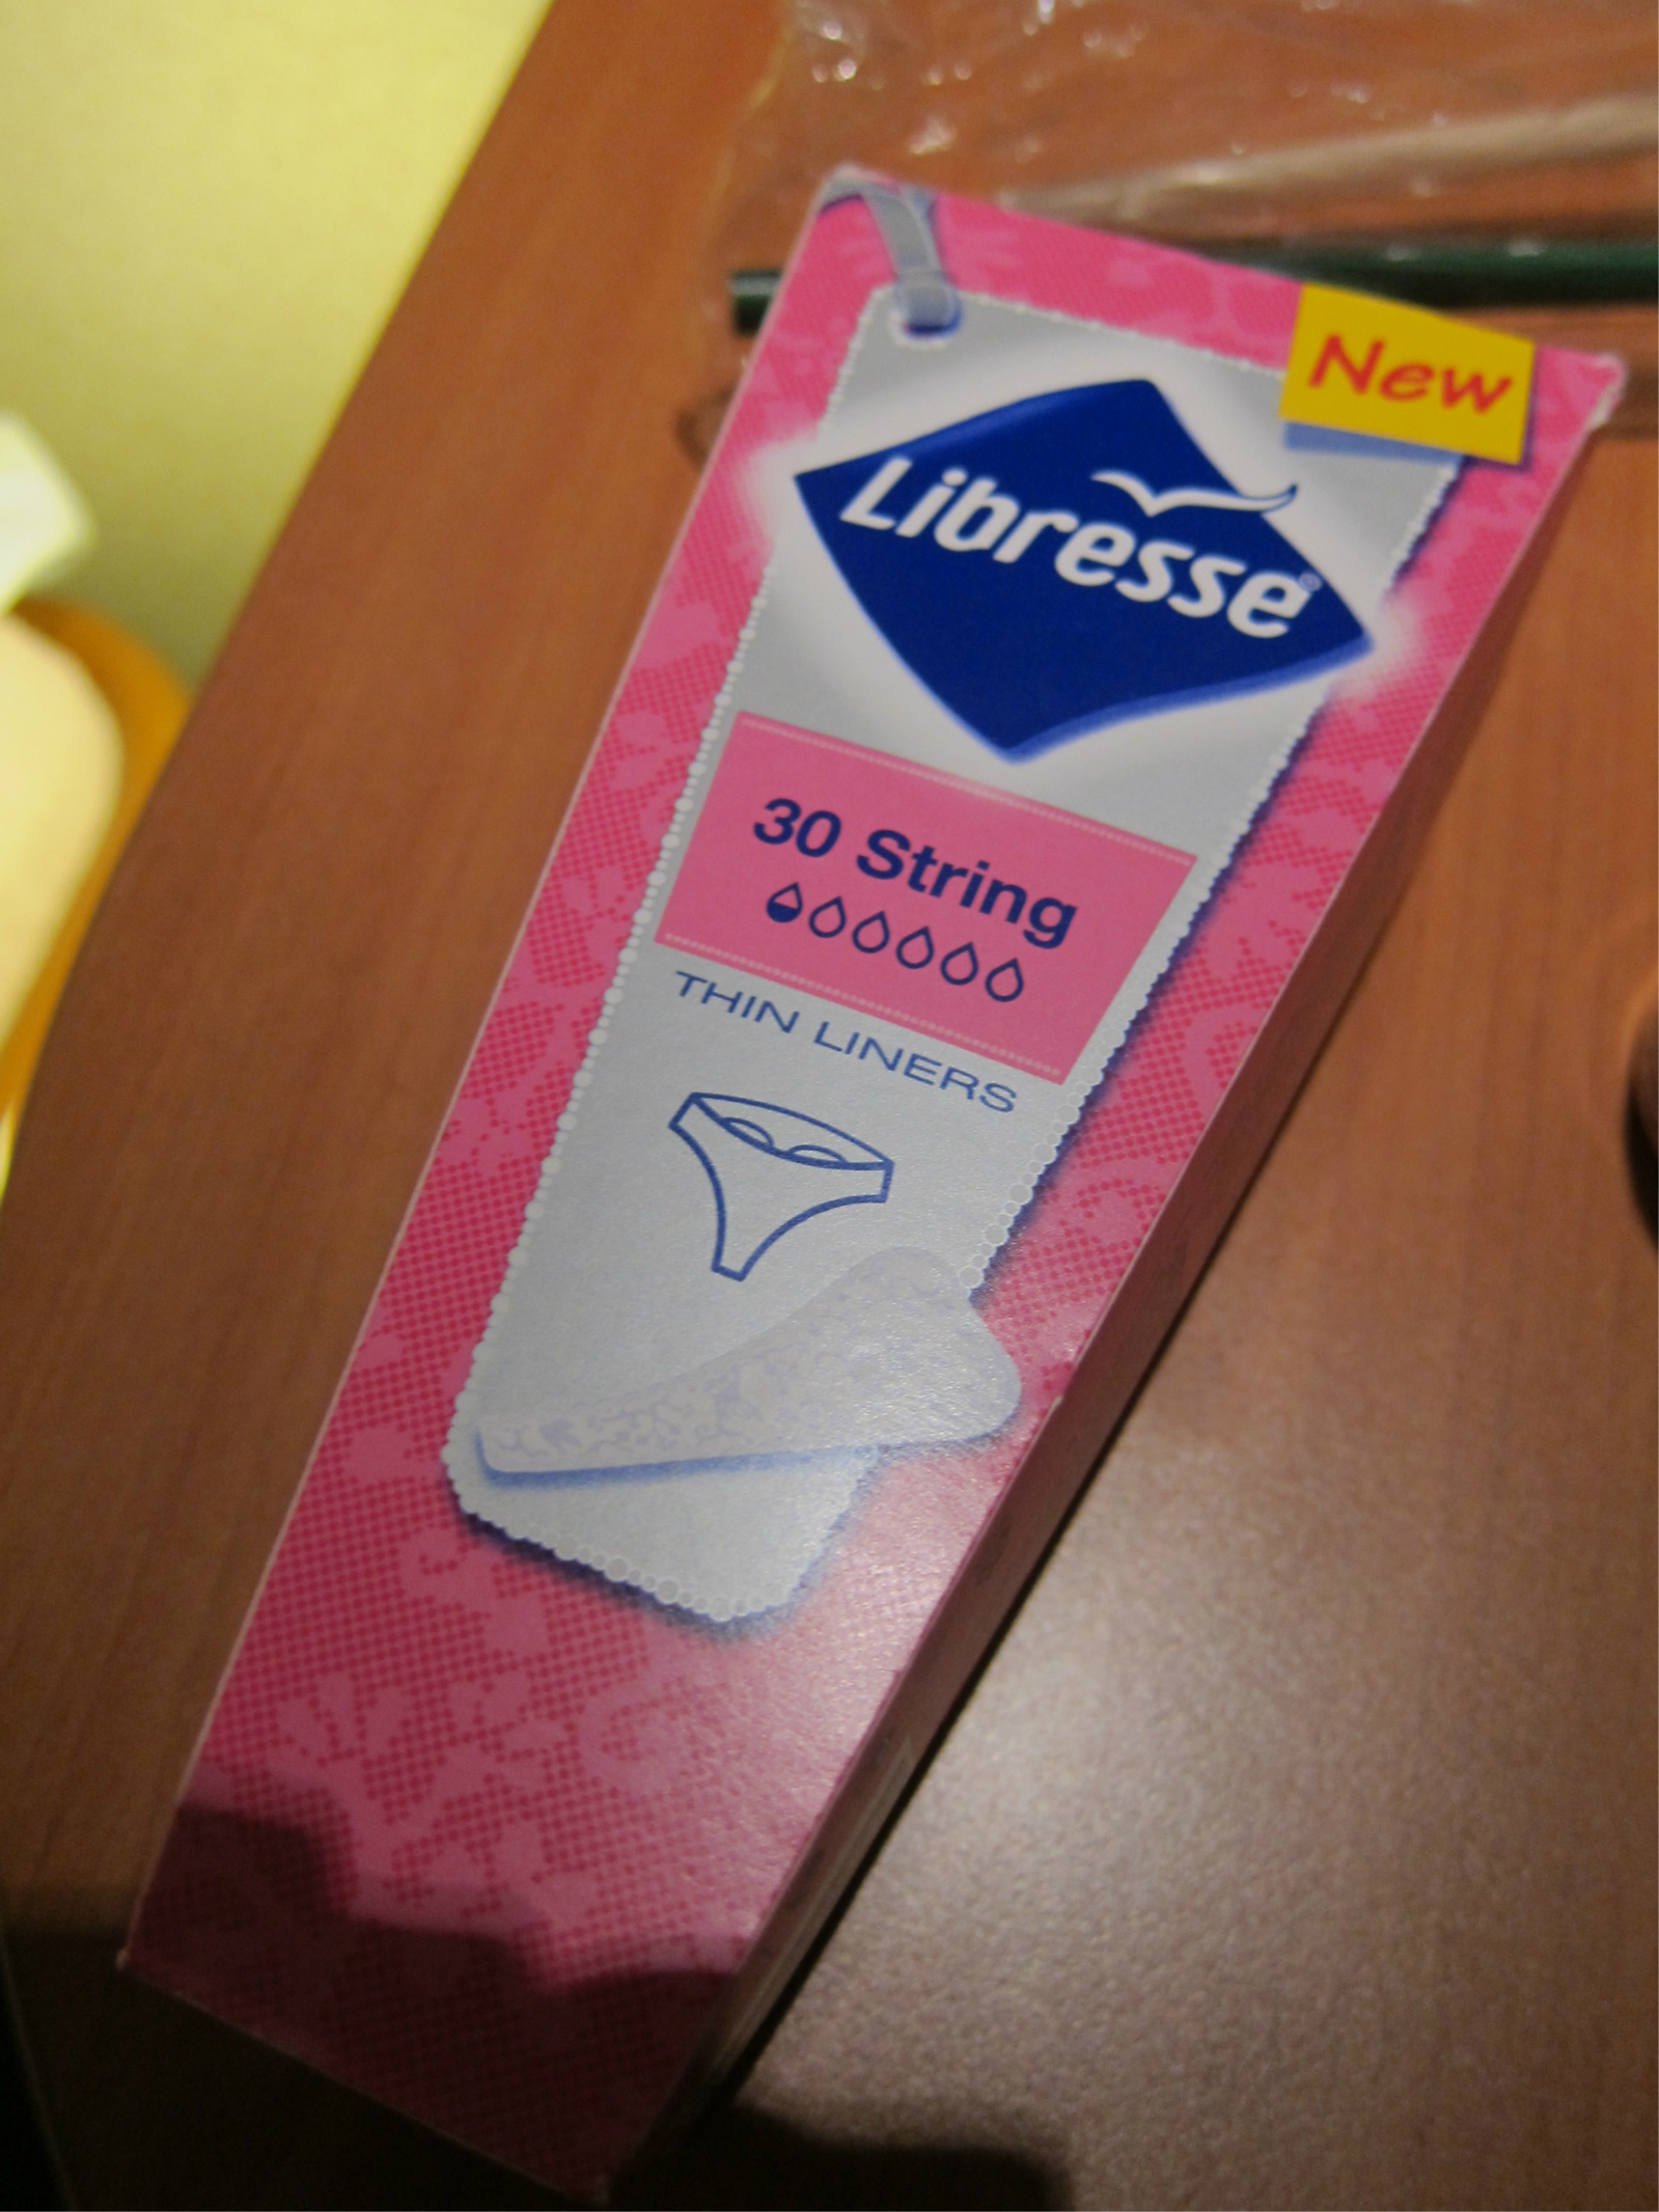 New
Libresse®
30 String
THIN LINERS